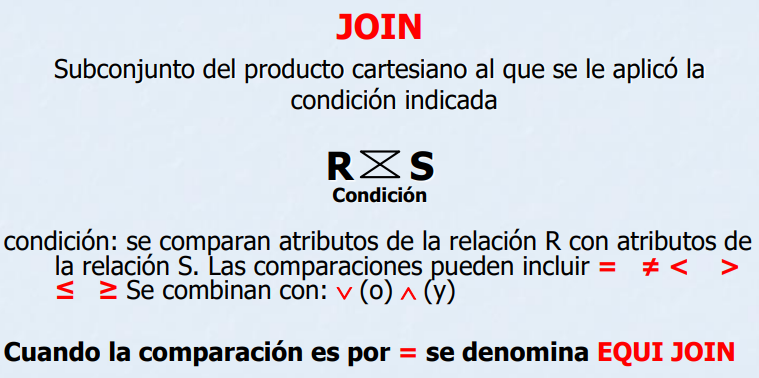 JOIN
Subconjunto del producto cartesiano al que se le aplicó la
condición indicada
R ⋈ S
Condición
condición: se comparan atributos de la relación R con atributos de
la relación S. Las comparaciones pueden incluir = ≠ < >
≤ ≥ Se combinan con: ∨ (o) ∧ (y)
Cuando la comparación es por = se denomina EQUI JOIN